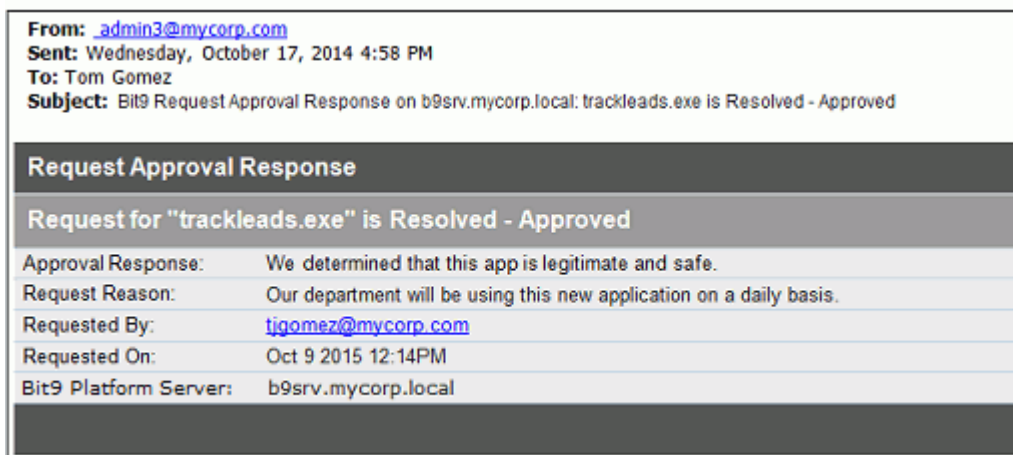 From: admin3@mycorp.com
Sent: Wednesday, October 17, 2014 4:58 PM
To: Tom Gomez
Subject: Bit9 Request Approval Response on b9srv.mycorp.local: trackleads.exe is Resolved - Approved
Request Approval Response
Request for "trackleads.exe" is Resolved - Approved
Approval Response: We determined that this app is legitimate and safe.
Request Reason: Our department will be using this new application on a daily basis.
Requested By: tjgomez@mycorp.com
Requested On: Oct 9 2015 12:14PM
Bit9 Platform Server: b9srv.mycorp.local